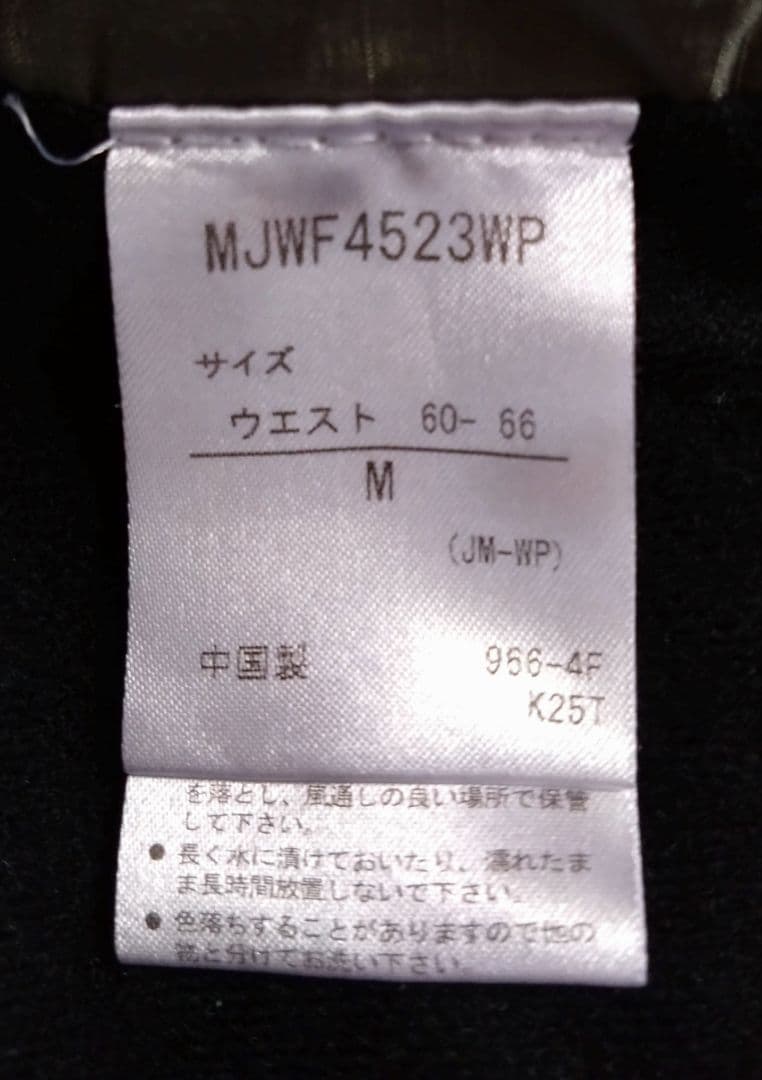 MJWF4523WP
サイズ
ウエスト 60- 66
M
(JM-WP)
中国製 966-4F
K25T
を落とし、風通しの良い場所で保管
して下さい。
● 長く水に漬けておいたり、濡れたま
ま長時間放置しないで下さい。
● 色落ちすることがありますので他の
物と分けてお洗い下さい。